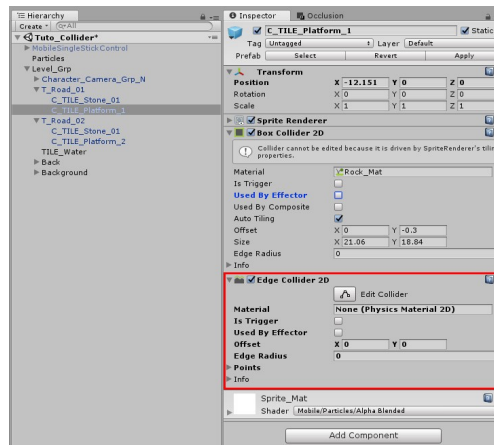 Hierarchy
Create
All
Tuto_Collider*
MobileSingleStickControl
Particles
Level_Grp
Character_Camera_Grp_N
T_Road_01
C_TILE_Stone_01
C_TILE_Platform_1
T_Road_02
C_TILE_Stone_01
C_TILE_Platform_2
TILE_Water
Back
Background
Inspector Occlusion
C_TILE_Platform_1 Static
Tag Untagged Layer Default
Prefab Select Revert Apply
Transform
Position X -12.151 Y 0 Z 0
Rotation X 0 Y 0 Z 0
Scale X 1 Y 1 Z 1
Sprite Renderer
Box Collider 2D
Collider cannot be edited because it is driven by SpriteRenderer's tilin
properties.
Material Rock_Mat
Is Trigger
Used By Effector
Used By Composite
Auto Tiling
Offset X 0 Y -0.3
Size X 21.06 Y 18.84
Edge Radius 0
Info
Edge Collider 2D
Edit Collider
Material None (Physics Material 2D)
Is Trigger
Used By Effector
Offset X 0 Y 0
Edge Radius 0
Points
Info
Sprite_Mat
Shader Mobile/Particles/Alpha Blended
Add Component